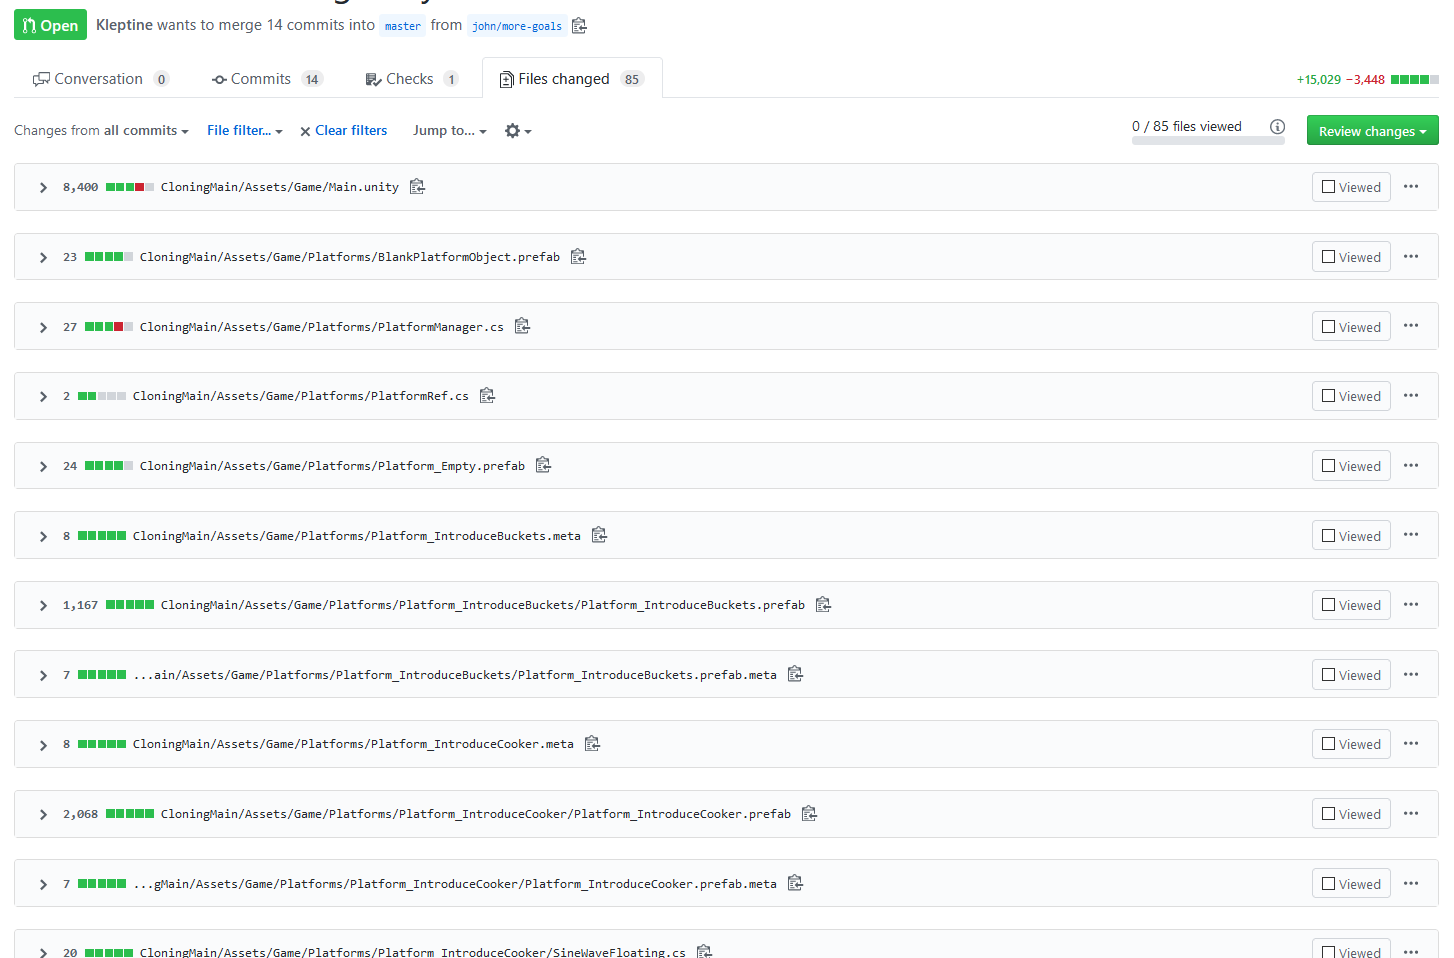 Open Kleptine wants to merge 14 commits into master from john/more-goals
Conversation 0 Commits 14 Checks 1 Files changed 85 +15,029 −3,448
Changes from all commits File filter... Clear filters Jump to... 0 / 85 files viewed Review changes
8,400 CloningMain/Assets/Game/Main.unity Viewed
23 CloningMain/Assets/Game/Platforms/BlankPlatformObject.prefab Viewed
27 CloningMain/Assets/Game/Platforms/PlatformManager.cs Viewed
2 CloningMain/Assets/Game/Platforms/PlatformRef.cs Viewed
24 CloningMain/Assets/Game/Platforms/Platform_Empty.prefab Viewed
8 CloningMain/Assets/Game/Platforms/Platform_IntroduceBuckets.meta Viewed
1,167 CloningMain/Assets/Game/Platforms/Platform_IntroduceBuckets/Platform_IntroduceBuckets.prefab Viewed
7 ...ain/Assets/Game/Platforms/Platform_IntroduceBuckets/Platform_IntroduceBuckets.prefab.meta Viewed
8 CloningMain/Assets/Game/Platforms/Platform_IntroduceCooker.meta Viewed
2,068 CloningMain/Assets/Game/Platforms/Platform_IntroduceCooker/Platform_IntroduceCooker.prefab Viewed
7 ...gMain/Assets/Game/Platforms/Platform_IntroduceCooker/Platform_IntroduceCooker.prefab.meta Viewed
20 CloningMain/Assets/Game/Platforms/Platform_IntroduceCooker/SineWaveFloating.cs Viewed